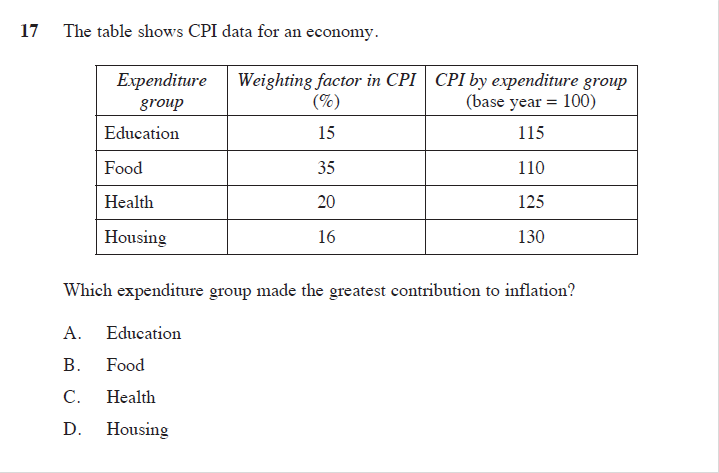 17 The table shows CPI data for an economy.
Expenditure group Weighting factor in CPI (%) CPI by expenditure group (base year = 100)
Education 15 115
Food 35 110
Health 20 125
Housing 16 130
Which expenditure group made the greatest contribution to inflation?
A. Education
B. Food
C. Health
D. Housing